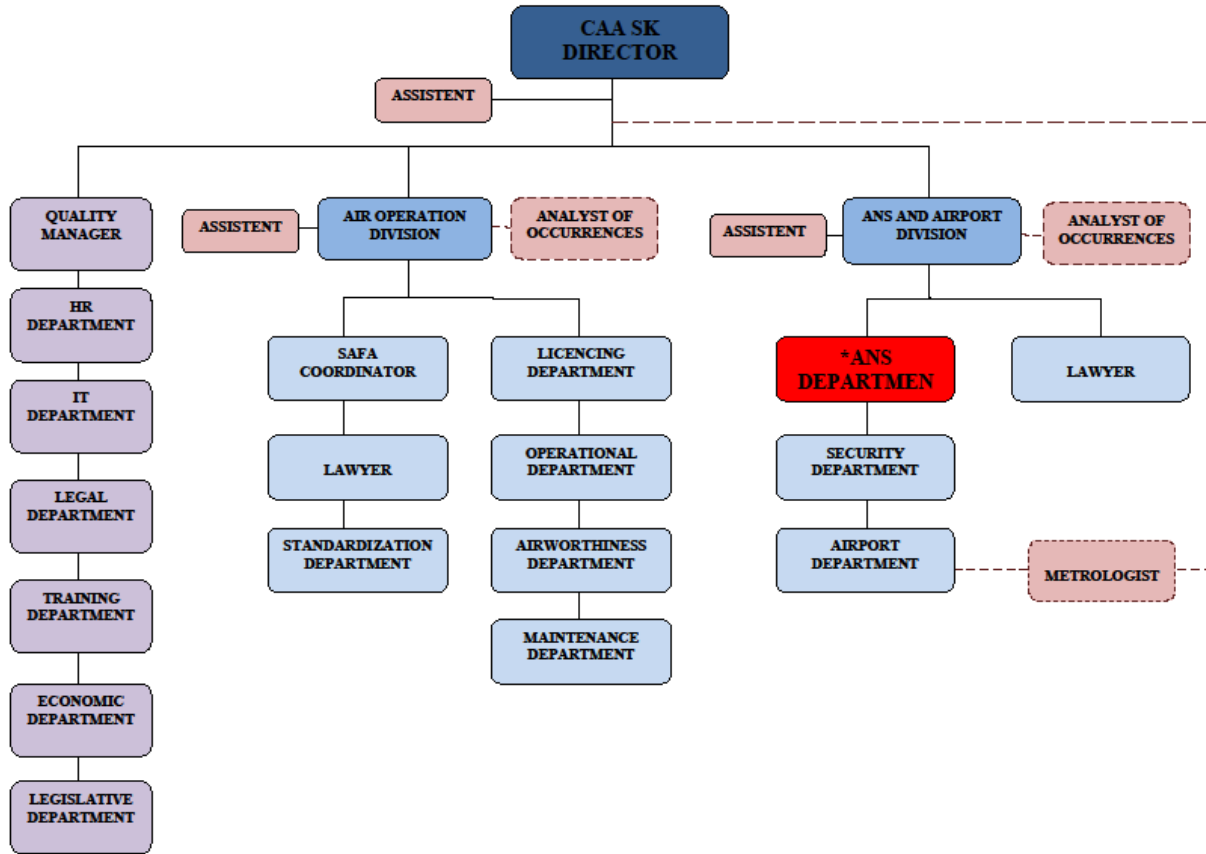 CAA SK
DIRECTOR
ASSISTENT
QUALITY
MANAGER
HR
DEPARTMENT
IT
DEPARTMENT
LEGAL
DEPARTMENT
TRAINING
DEPARTMENT
ECONOMIC
DEPARTMENT
LEGISLATIVE
DEPARTMENT
ASSISTENT
AIR OPERATION
DIVISION
ANALYST OF
OCCURRENCES
SAFA
COORDINATOR
LAWYER
STANDARDIZATION
DEPARTMENT
LICENCING
DEPARTMENT
OPERATIONAL
DEPARTMENT
AIRWORTHINESS
DEPARTMENT
MAINTENANCE
DEPARTMENT
ASSISTENT
ANS AND AIRPORT
DIVISION
ANALYST OF
OCCURRENCES
*ANS
DEPARTMEN
SECURITY
DEPARTMENT
AIRPORT
DEPARTMENT
LAWYER
METROLOGIST